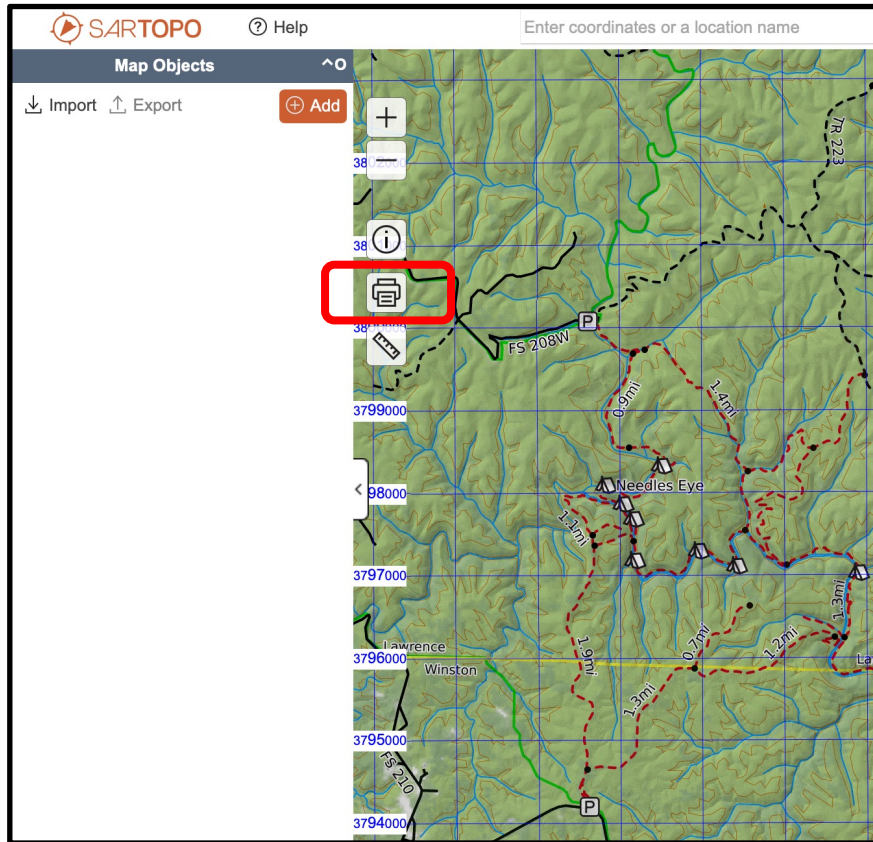 SARTOPO
Help
Enter coordinates or a location name
Map Objects
^O
Import
Export
Add
TR 223
P
FS 208W
3799000
0.9mi
1.4mi
Needles Eye
98000
1.1mi
3797000
1.3mi
Lawrence
3796000
1.9mi
0.7mi
1.2mi
La
Winston
1.3mi
3795000
FS 210
P
3794000